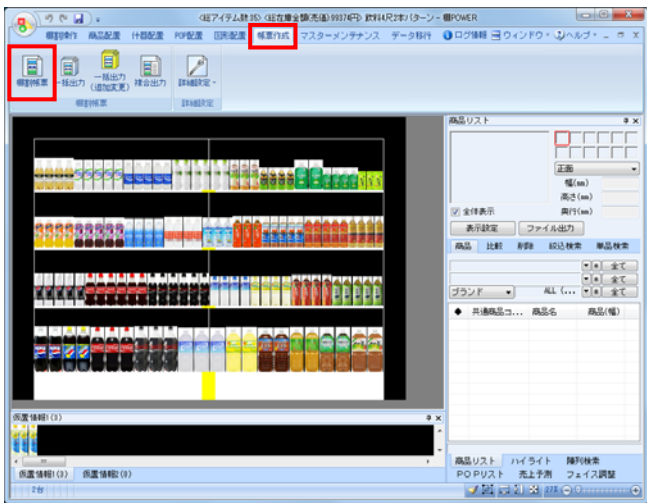 <総アイテム数:35> <総在庫金額(売価):99374円> 飲料4尺2本パターン - 棚POWER
棚割操作 商品配置 什器配置 POP配置 図形配置 帳票作成 マスターメンテナンス データ移行 ログ情報 ウィンドウ ヘルプ
棚割帳票 一括出力 一括出力(追加変更) 複合出力 詳細設定
棚割帳票 詳細設定
商品リスト
正面
幅(mm)
高さ(mm)
奥行(mm)
全体表示
表示設定 ファイル出力
商品 比較 削除 絞込検索 単品検索
全て
ブランド ALL (... 全て
全て
◆ 共通商品コ... 商品名 商品(幅)
仮置情報1(3)
仮置情報1(3) 仮置情報2(0)
商品リスト ハイライト 陳列検索
POPリスト 売上予測 フェイス調整
2台 27%